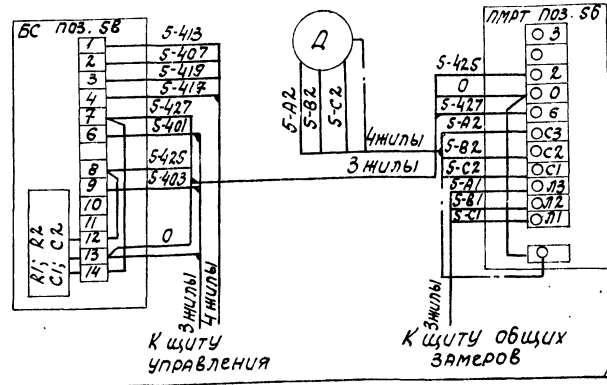 БС ПОЗ. 5В
1
2
3
4
7
6
8
9
10
11
12
13
14
R1; R2
C1; C2
5-413
5-407
5-419
5-417
5-427
5-401
5-425
5-403
0
3 жилы
4 жилы
К щиту
управления
Д
5-А2
5-В2
5-С2
4 жилы
3 жилы
ПМРТ ПОЗ. 5б
3
2
0
6
С3
С2
С1
Л3
Л2
Л1
5-425
0
5-427
5-А2
5-В2
5-С2
5-А1
5-В1
5-С1
3 жилы
К щиту общих
замеров